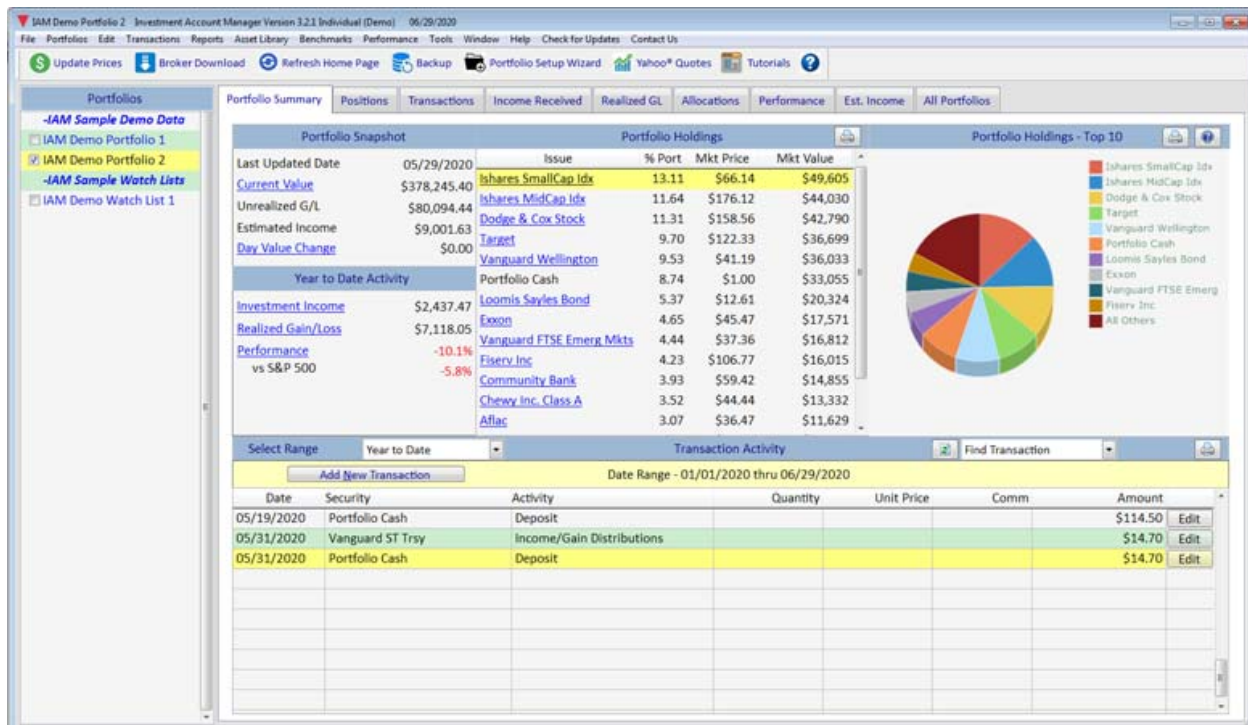 IAM Demo Portfolio 2 Investment Account Manager Version 3.2.1 Individual (Demo) 06/29/2020
File Portfolios Edit Transactions Reports Asset Library Benchmarks Performance Tools Window Help Check for Updates Contact Us
Update Prices Broker Download Refresh Home Page Backup Portfolio Setup Wizard Yahoo® Quotes Tutorials
Portfolios
-IAM Sample Demo Data
IAM Demo Portfolio 1
IAM Demo Portfolio 2
-IAM Sample Watch Lists
IAM Demo Watch List 1
Portfolio Summary Positions Transactions Income Received Realized GL Allocations Performance Est. Income All Portfolios
Portfolio Snapshot
Last Updated Date 05/29/2020
Current Value $378,245.40
Unrealized G/L $80,094.44
Estimated Income $9,001.63
Day Value Change $0.00
Year to Date Activity
Investment Income $2,437.47
Realized Gain/Loss $7,118.05
Performance -10.1%
vs S&P 500 -5.8%
Portfolio Holdings
Issue % Port Mkt Price Mkt Value
Ishares SmallCap Idx 13.11 $66.14 $49,605
Ishares MidCap Idx 11.64 $176.12 $44,030
Dodge & Cox Stock 11.31 $158.56 $42,790
Target 9.70 $122.33 $36,699
Vanguard Wellington 9.53 $41.19 $36,033
Portfolio Cash 8.74 $1.00 $33,055
Loomis Sayles Bond 5.37 $12.61 $20,324
Exxon 4.65 $45.47 $17,571
Vanguard FTSE Emerg Mkts 4.44 $37.36 $16,812
Fiserv Inc 4.23 $106.77 $16,015
Community Bank 3.93 $59.42 $14,855
Chewy Inc. Class A 3.52 $44.44 $13,332
Aflac 3.07 $36.47 $11,629
Portfolio Holdings - Top 10
Ishares SmallCap Idx
Ishares MidCap Idx
Dodge & Cox Stock
Target
Vanguard Wellington
Portfolio Cash
Loomis Sayles Bond
Exxon
Vanguard FTSE Emerg
Fiserv Inc
All Others
Select Range Year to Date Transaction Activity Find Transaction
Add New Transaction Date Range - 01/01/2020 thru 06/29/2020
Date Security Activity Quantity Unit Price Comm Amount
05/19/2020 Portfolio Cash Deposit $114.50 Edit
05/31/2020 Vanguard ST Trsy Income/Gain Distributions $14.70 Edit
05/31/2020 Portfolio Cash Deposit $14.70 Edit